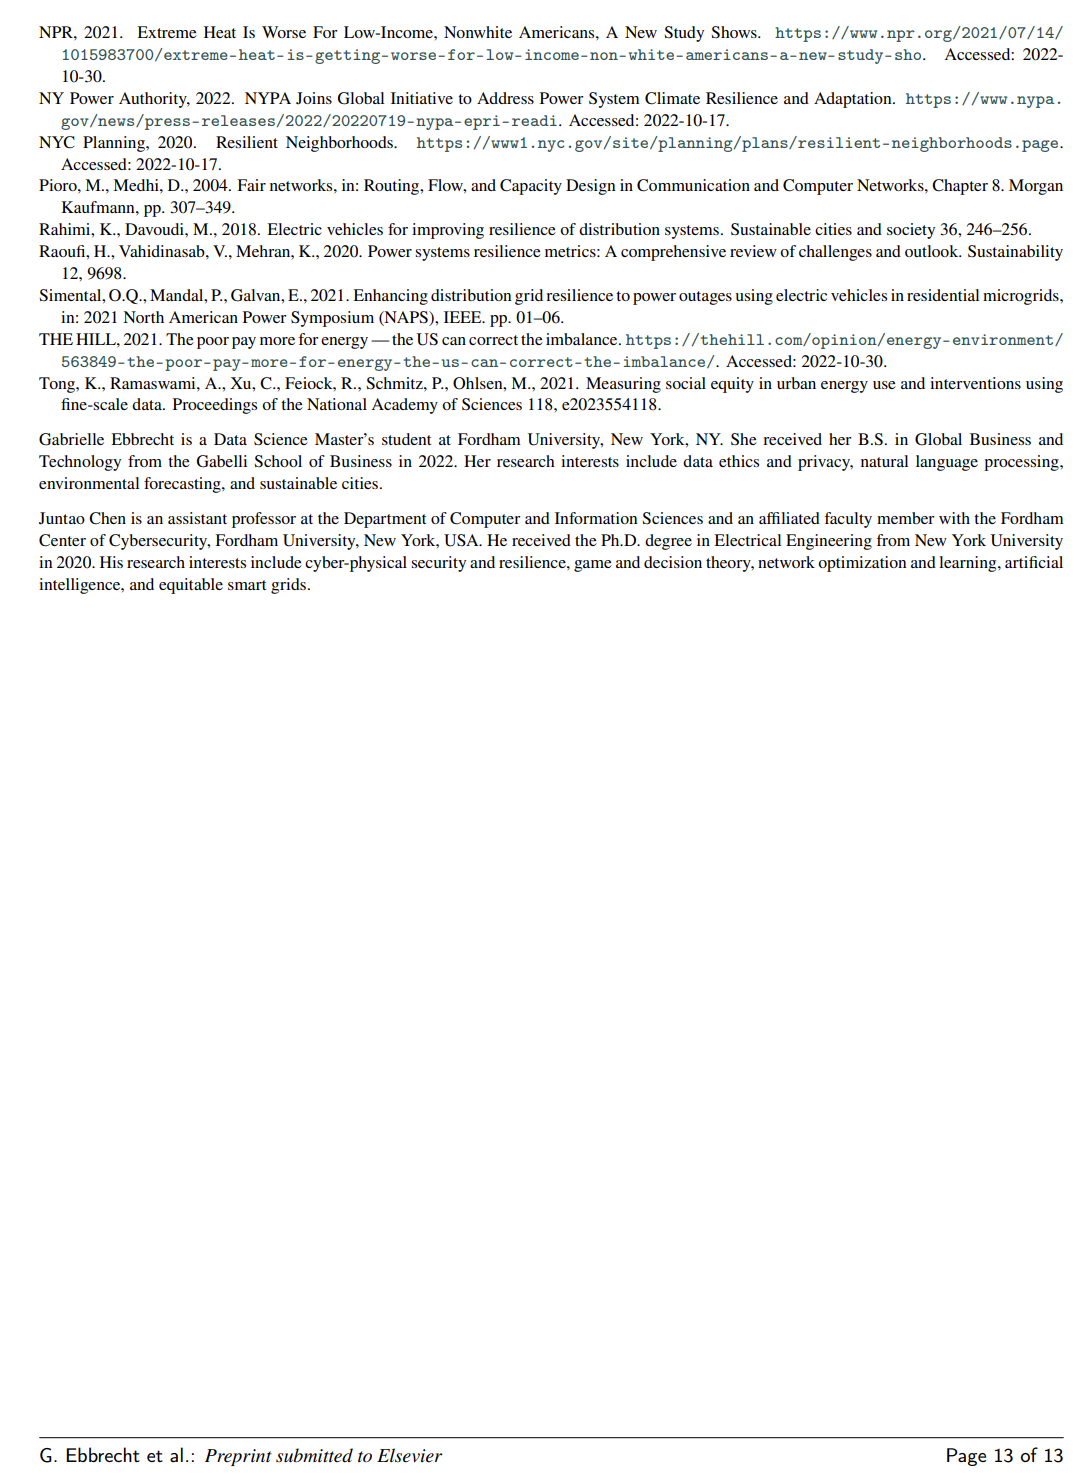 NPR, 2021. Extreme Heat Is Worse For Low-Income, Nonwhite Americans, A New Study Shows. https://www.npr.org/2021/07/14/
1015983700/extreme-heat-is-getting-worse-for-low-income-non-white-americans-a-new-study-sho. Accessed: 2022-
10-30.
NY Power Authority, 2022. NYPA Joins Global Initiative to Address Power System Climate Resilience and Adaptation. https://www.nypa.
gov/news/press-releases/2022/20220719-nypa-epri-readi. Accessed: 2022-10-17.
NYC Planning, 2020. Resilient Neighborhoods. https://www1.nyc.gov/site/planning/plans/resilient-neighborhoods.page.
Accessed: 2022-10-17.
Pioro, M., Medhi, D., 2004. Fair networks, in: Routing, Flow, and Capacity Design in Communication and Computer Networks, Chapter 8. Morgan
Kaufmann, pp. 307–349.
Rahimi, K., Davoudi, M., 2018. Electric vehicles for improving resilience of distribution systems. Sustainable cities and society 36, 246–256.
Raoufi, H., Vahidinasab, V., Mehran, K., 2020. Power systems resilience metrics: A comprehensive review of challenges and outlook. Sustainability
12, 9698.
Simental, O.Q., Mandal, P., Galvan, E., 2021. Enhancing distribution grid resilience to power outages using electric vehicles in residential microgrids,
in: 2021 North American Power Symposium (NAPS), IEEE. pp. 01–06.
THE HILL, 2021. The poor pay more for energy — the US can correct the imbalance. https://thehill.com/opinion/energy-environment/
563849-the-poor-pay-more-for-energy-the-us-can-correct-the-imbalance/. Accessed: 2022-10-30.
Tong, K., Ramaswami, A., Xu, C., Feiock, R., Schmitz, P., Ohlsen, M., 2021. Measuring social equity in urban energy use and interventions using
fine-scale data. Proceedings of the National Academy of Sciences 118, e2023554118.
Gabrielle Ebbrecht is a Data Science Master's student at Fordham University, New York, NY. She received her B.S. in Global Business and
Technology from the Gabelli School of Business in 2022. Her research interests include data ethics and privacy, natural language processing,
environmental forecasting, and sustainable cities.
Juntao Chen is an assistant professor at the Department of Computer and Information Sciences and an affiliated faculty member with the Fordham
Center of Cybersecurity, Fordham University, New York, USA. He received the Ph.D. degree in Electrical Engineering from New York University
in 2020. His research interests include cyber-physical security and resilience, game and decision theory, network optimization and learning, artificial
intelligence, and equitable smart grids.
G. Ebbrecht et al.: Preprint submitted to Elsevier
Page 13 of 13